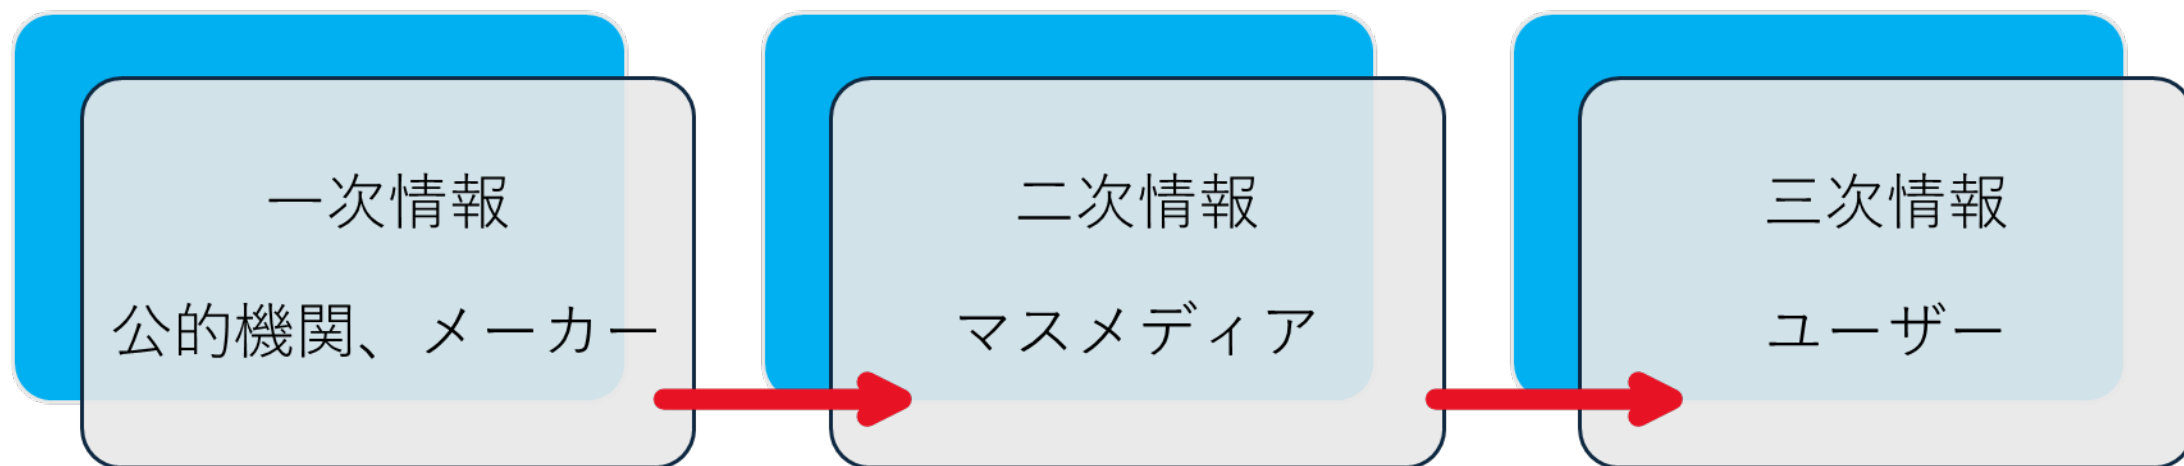 一次情報
公的機関、メーカー
二次情報
マスメディア
三次情報
ユーザー